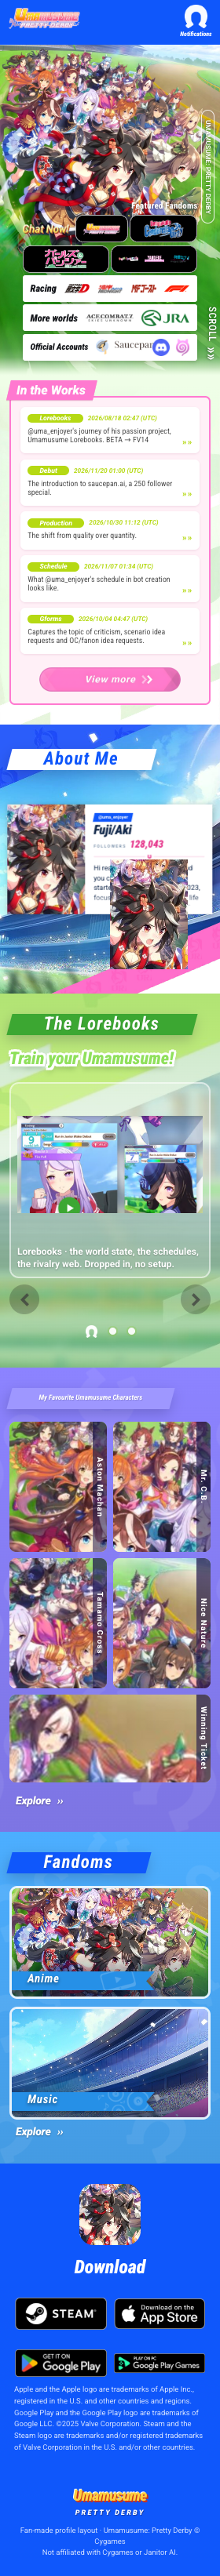 Umamusume
PRETTY DERBY
Notifications
UMAMUSUME PRETTY DERBY
Featured Fandoms
Chat Now!
Racing
More worlds
ACE COMBAT 7
JRA
Official Accounts
Saucepan
SCROLL
In the Works
Lorebooks 2026/08/18 02:47 (UTC)
@uma_enjoyer's journey of his passion project,
Umamusume Lorebooks. BETA → FV14
Debut 2026/11/20 01:00 (UTC)
The introduction to saucepan.ai, a 200 follower
special.
Production 2026/10/30 11:12 (UTC)
The shift from quality over quantity.
Schedule 2026/11/07 01:34 (UTC)
What @uma_enjoyer's schedule in bot creation
looks like.
Gforms 2026/10/04 04:47 (UTC)
Captures the topic of criticism, scenario idea
requests and OC/fanon idea requests.
View more
About Me
@uma_enjoyer
Fuji/Aki
FOLLOWERS 128,043
The Lorebooks
Train your Umamusume!
Lorebooks - the world state, the schedules,
the rivalry web. Dropped in, no setup.
My Favourite Umamusume Characters
Aston Machan
Mr. C.B.
Tamamo Cross
Nice Nature
Winning Ticket
Explore ››
Fandoms
Anime
Music
Explore ››
Download
STEAM
Download on the
App Store
GET IT ON
Google Play
PLAY ON PC
Google Play Games
Apple and the Apple logo are trademarks of Apple Inc.,
registered in the U.S. and other countries and regions.
Google Play and the Google Play logo are trademarks of
Google LLC. ©2025 Valve Corporation. Steam and the
Steam logo are trademarks and/or registered trademarks
of Valve Corporation in the U.S. and/or other countries.
Umamusume
PRETTY DERBY
Fan-made profile layout · Umamusume: Pretty Derby ©
Cygames
Not affiliated with Cygames or Janitor AI.